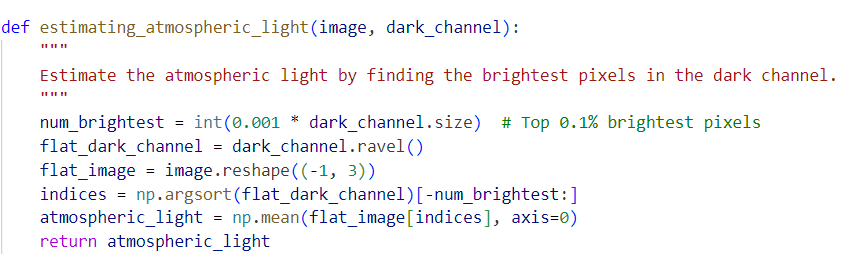 def estimating_atmospheric_light(image, dark_channel):
    """
    Estimate the atmospheric light by finding the brightest pixels in the dark channel.
    """
    num_brightest = int(0.001 * dark_channel.size)  # Top 0.1% brightest pixels
    flat_dark_channel = dark_channel.ravel()
    flat_image = image.reshape((-1, 3))
    indices = np.argsort(flat_dark_channel)[-num_brightest:]
    atmospheric_light = np.mean(flat_image[indices], axis=0)
    return atmospheric_light